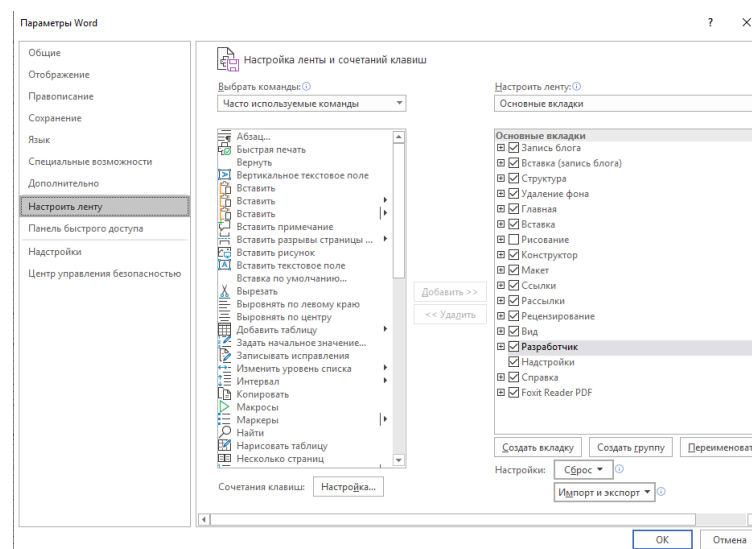 Параметры Word
?
Общие
Отображение
Правописание
Сохранение
Язык
Специальные возможности
Дополнительно
Настроить ленту
Панель быстрого доступа
Надстройки
Центр управления безопасностью
Настройка ленты и сочетаний клавиш
Выбрать команды:
Часто используемые команды
Абзац...
Быстрая печать
Вернуть
Вертикальное текстовое поле
Вставить
Вставить
Вставить
Вставить примечание
Вставить разрывы страницы ...
Вставить рисунок
Вставить текстовое поле
Вставка по умолчанию...
Вырезать
Выровнять по левому краю
Выровнять по центру
Добавить таблицу
Задать начальное значение...
Записывать исправления
Изменить уровень списка
Интервал
Копировать
Макросы
Маркеры
Найти
Нарисовать таблицу
Несколько страниц
Сочетания клавиш:
Настройка...
Добавить >>
<< Удалить
Настроить ленту:
Основные вкладки
Основные вкладки
Запись блога
Вставка (запись блога)
Структура
Удаление фона
Главная
Вставка
Рисование
Конструктор
Макет
Ссылки
Рассылки
Рецензирование
Вид
Разработчик
Надстройки
Справка
Foxit Reader PDF
Создать вкладку
Создать группу
Переименоват
Настройки:
Сброс
Импорт и экспорт
ОК
Отмена